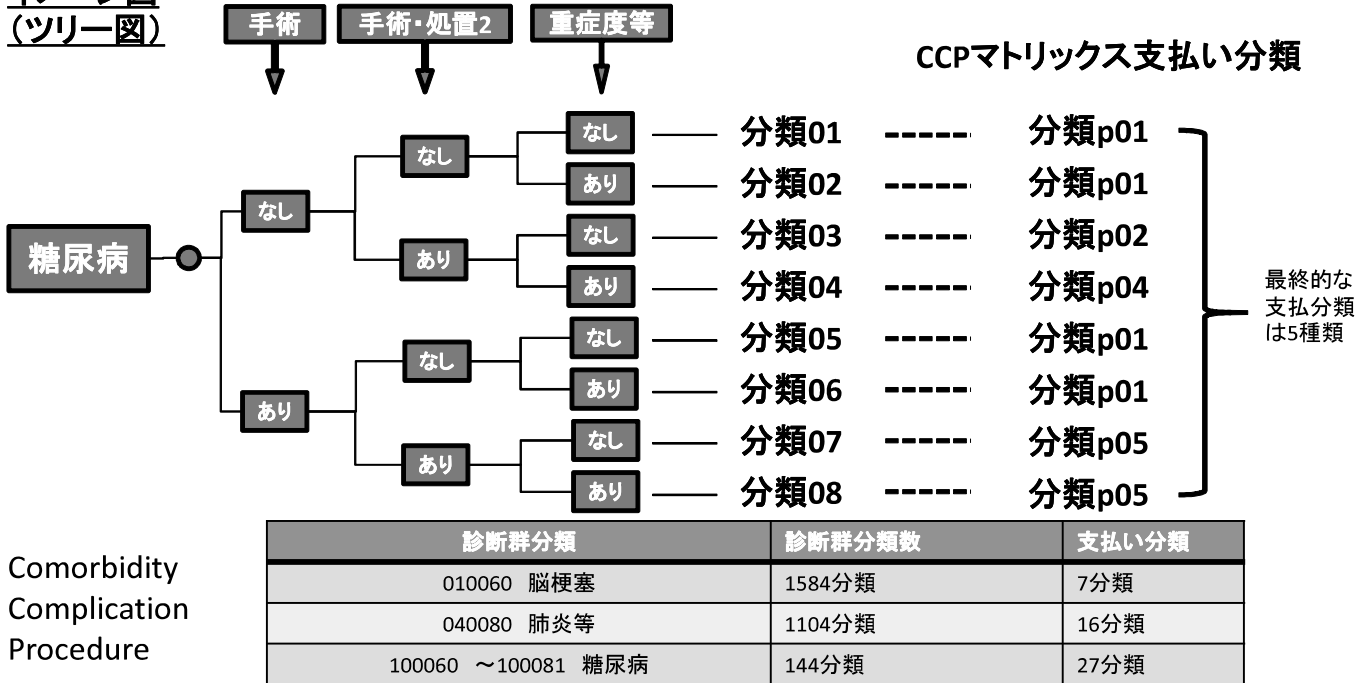 (ツリー図)
手術
手術・処置2
重症度等
CCPマトリックス支払い分類
糖尿病
なし
あり
なし
あり
なし
あり
なし
あり
なし
あり
なし
あり
なし
あり
分類01 ------ 分類p01
分類02 ------ 分類p01
分類03 ------ 分類p02
分類04 ------ 分類p04
分類05 ------ 分類p01
分類06 ------ 分類p01
分類07 ------ 分類p05
分類08 ------ 分類p05
最終的な
支払分類
は5種類
Comorbidity
Complication
Procedure
診断群分類 診断群分類数 支払い分類
010060 脳梗塞 1584分類 7分類
040080 肺炎等 1104分類 16分類
100060 ～100081 糖尿病 144分類 27分類